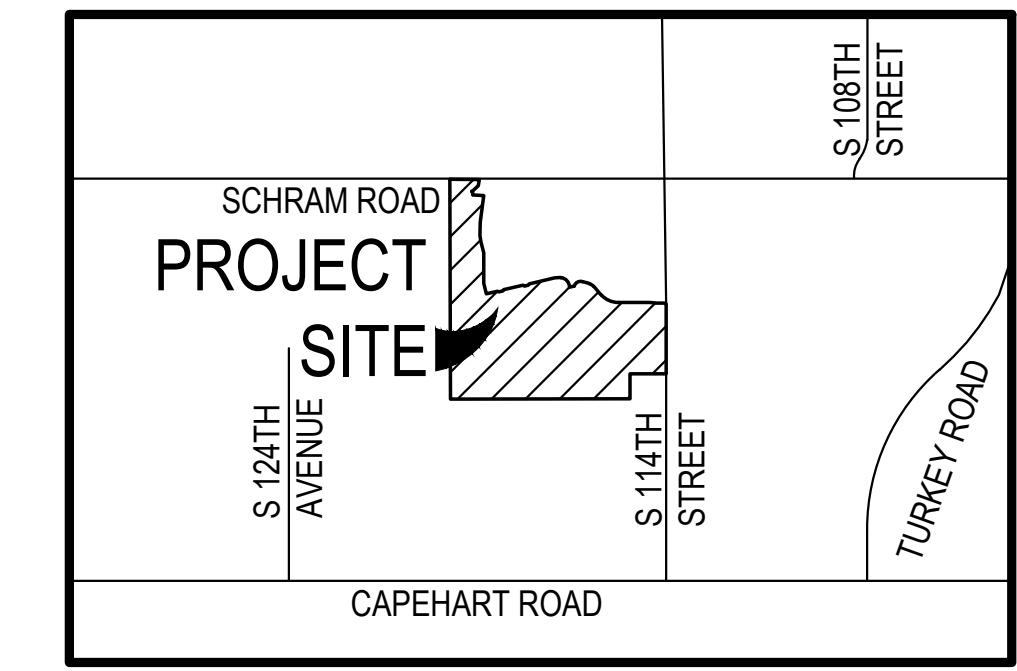 S 108TH
STREET
SCHRAM ROAD
PROJECT
SITE
S 124TH
AVENUE
S 114TH
STREET
TURKEY ROAD
CAPEHART ROAD